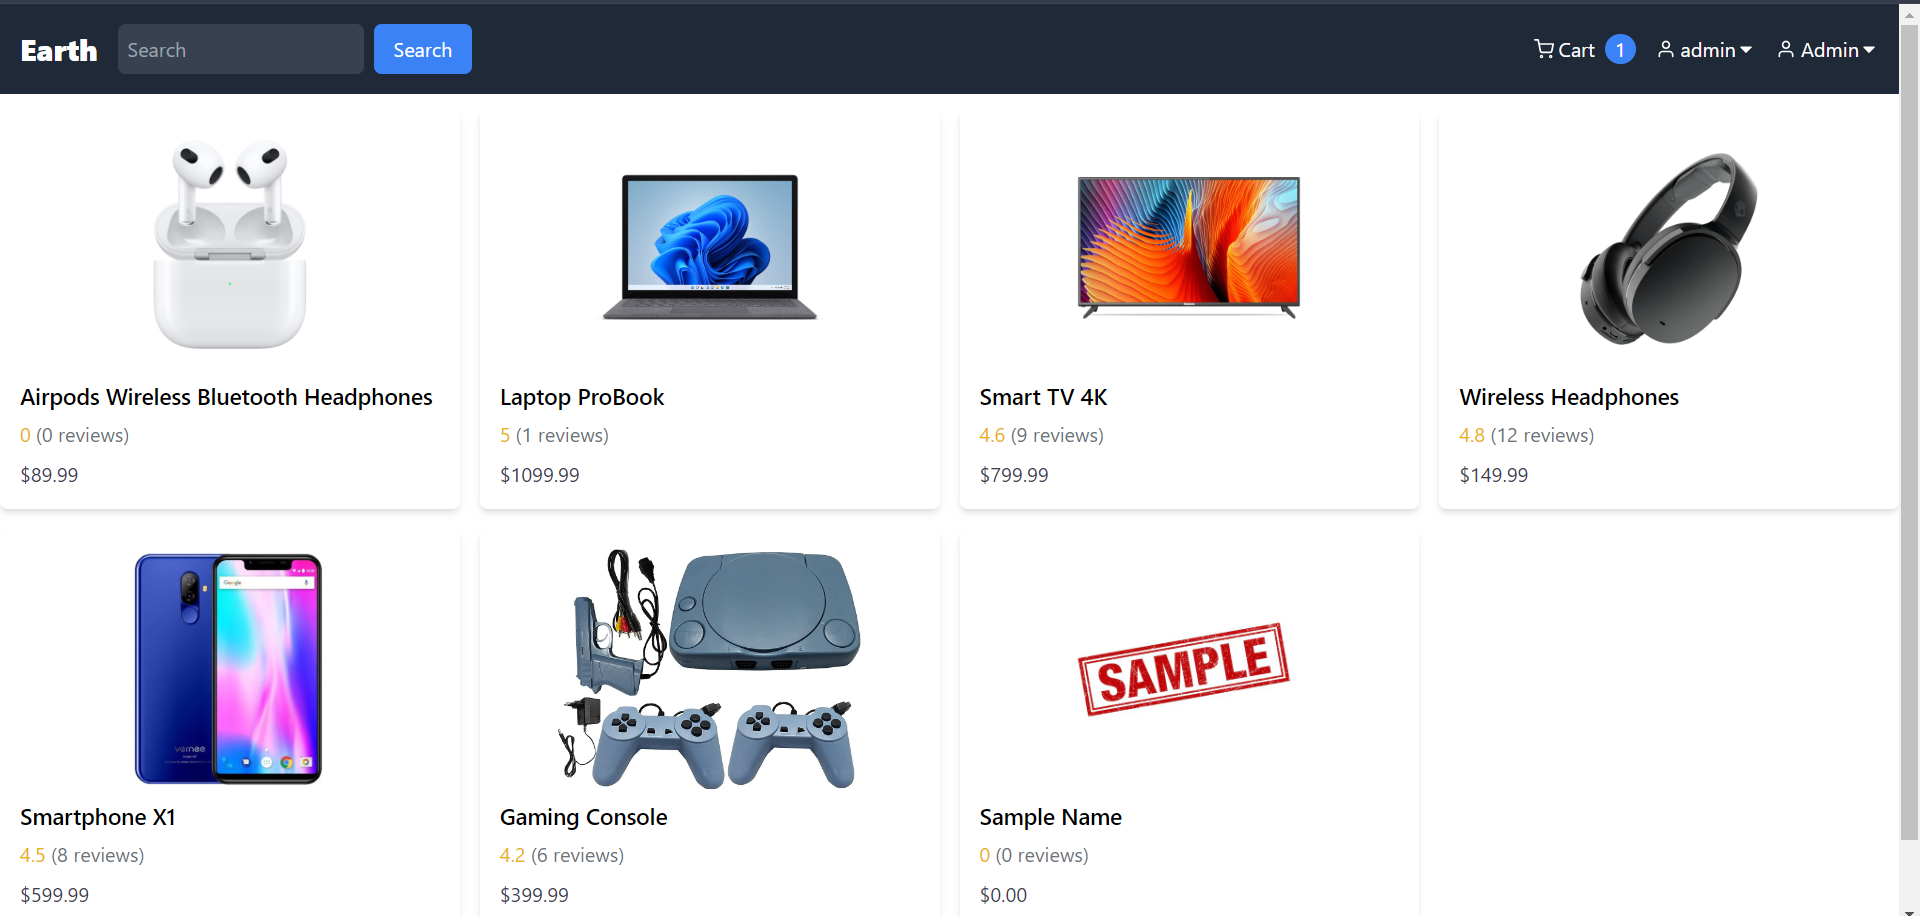 Earth Search Search Cart 1 admin Admin
Airpods Wireless Bluetooth Headphones
0 (0 reviews)
$89.99
Laptop ProBook
5 (1 reviews)
$1099.99
Smart TV 4K
4.6 (9 reviews)
$799.99
Wireless Headphones
4.8 (12 reviews)
$149.99
Google
vernee
Smartphone X1
4.5 (8 reviews)
$599.99
Gaming Console
4.2 (6 reviews)
$399.99
SAMPLE
Sample Name
0 (0 reviews)
$0.00